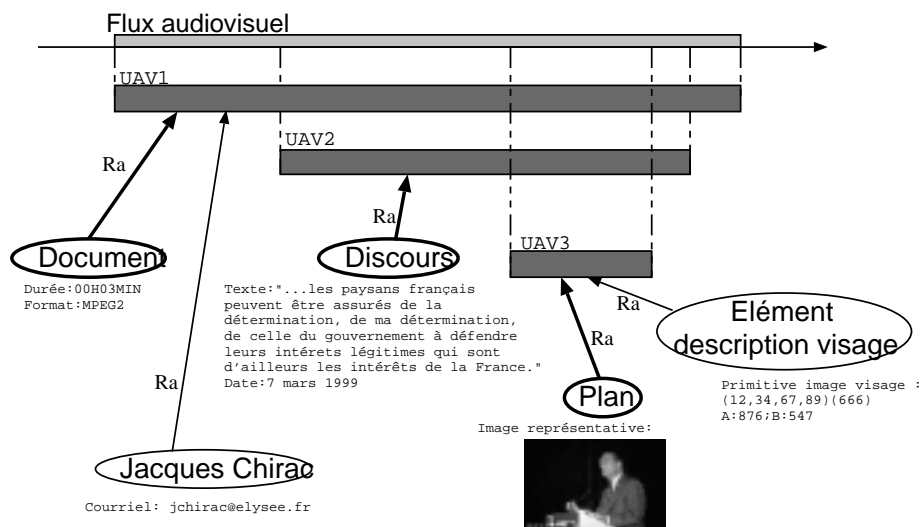 Flux audiovisuel
UAV1
UAV2
Ra
Ra
UAV3
Document
Durée:00H03MIN
Format:MPEG2
Discours
Texte:"...les paysans français
peuvent être assurés de la
détermination, de ma détermination,
de celle du gouvernement à défendre
leurs intérets légitimes qui sont
d'ailleurs les intérêts de la France."
Date:7 mars 1999
Ra
Elément
description visage
Primitive image visage :
(12,34,67,89)(666)
A:876;B:547
Ra
Ra
Plan
Image représentative:
Jacques Chirac
Courriel: jchirac@elysee.fr